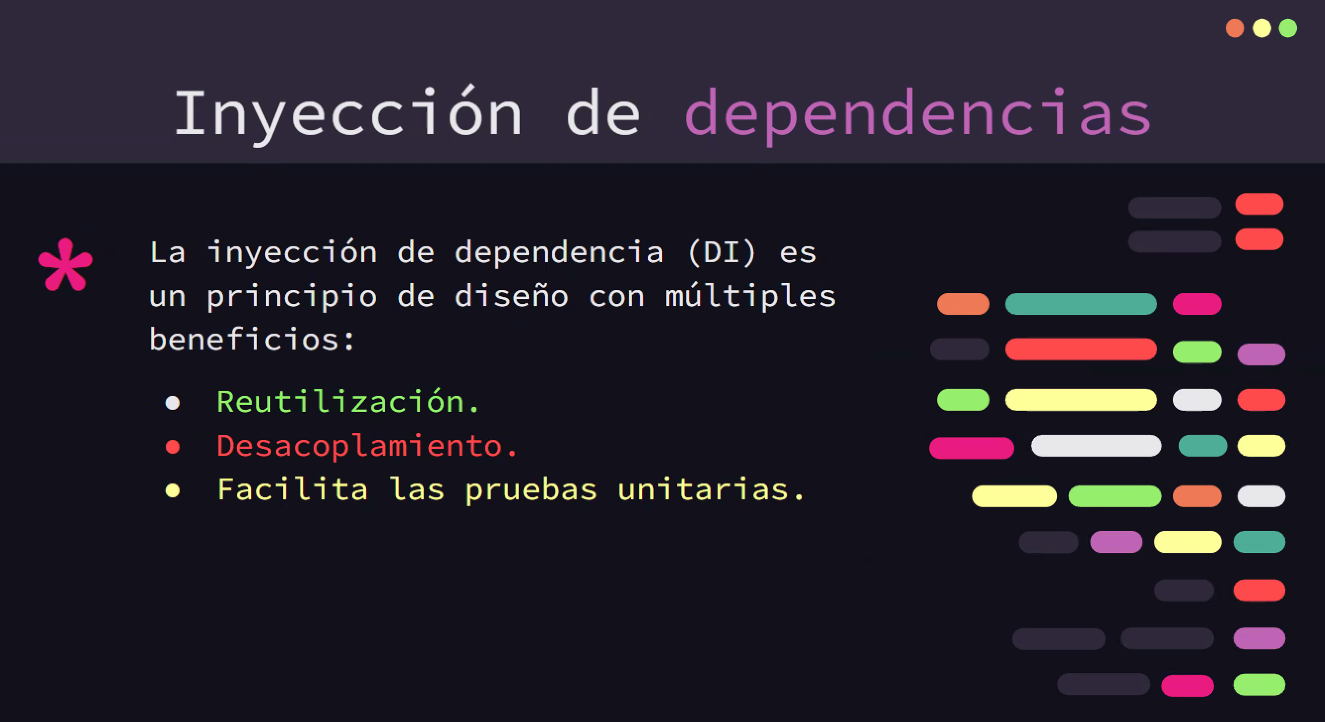 Inyección de dependencias
La inyección de dependencia (DI) es
un principio de diseño con múltiples
beneficios:
● Reutilización.
● Desacoplamiento.
● Facilita las pruebas unitarias.